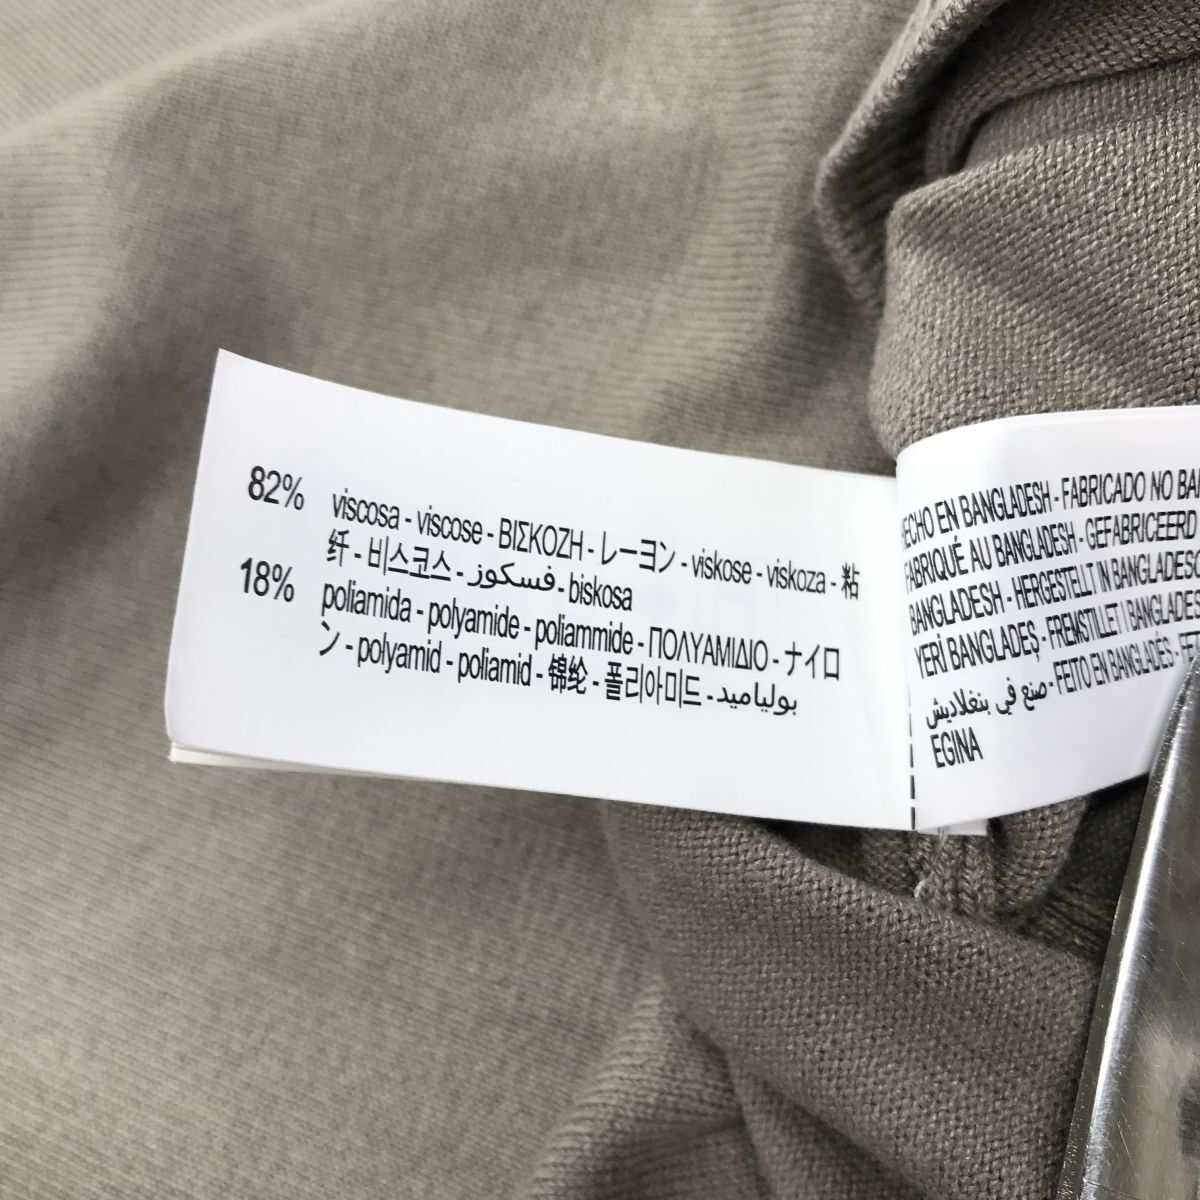 82% viscosa - viscose - ΒΙΣΚΟΖΗ - レーヨン - viskose - viskoza - 粘
纤 - 비스코스 - فسكوز - biskosa
18% poliamida - polyamide - poliammide - ΠΟΛΥΑΜΙΔΙΟ - ナイロ
ン - polyamid - poliamid - 锦纶 - 폴리아미드 - بولياميد
HECHO EN BANGLADESH - FABRICADO NO
FABRIQUÉ AU BANGLADESH - GEFABRICEERD
BANGLADESH - HERGESTELLT IN
YERİ BANGLADEŞ - FREMSTILLET I
صنع في بنغلاديش - FEITO EN BANGLADÉS -
EGINA